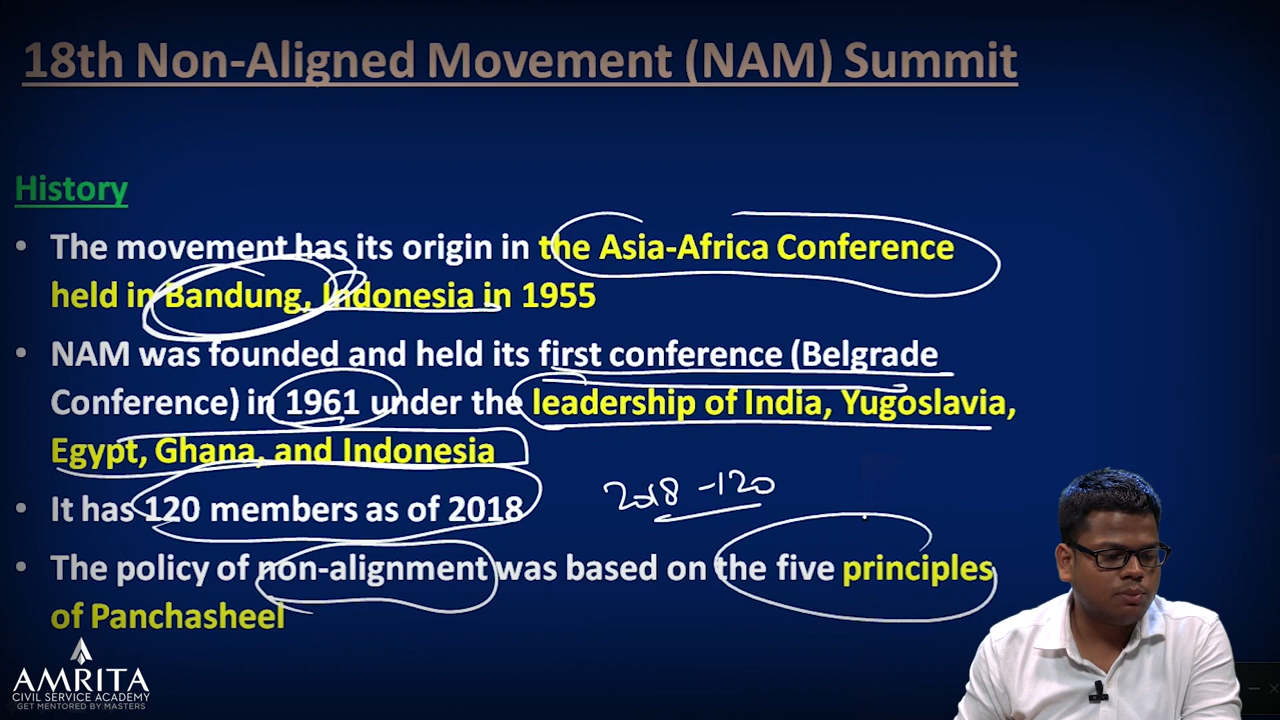 18th Non-Aligned Movement (NAM) Summit
History
• The movement has its origin in the Asia-Africa Conference
held in Bandung, Indonesia in 1955
• NAM was founded and held its first conference (Belgrade
Conference) in 1961 under the leadership of India, Yugoslavia,
Egypt, Ghana, and Indonesia
2018 -120
• It has 120 members as of 2018
• The policy of non-alignment was based on the five principles
of Panchasheel
AMRITA
CIVIL SERVICE ACADEMY
GET MENTORED BY MASTERS